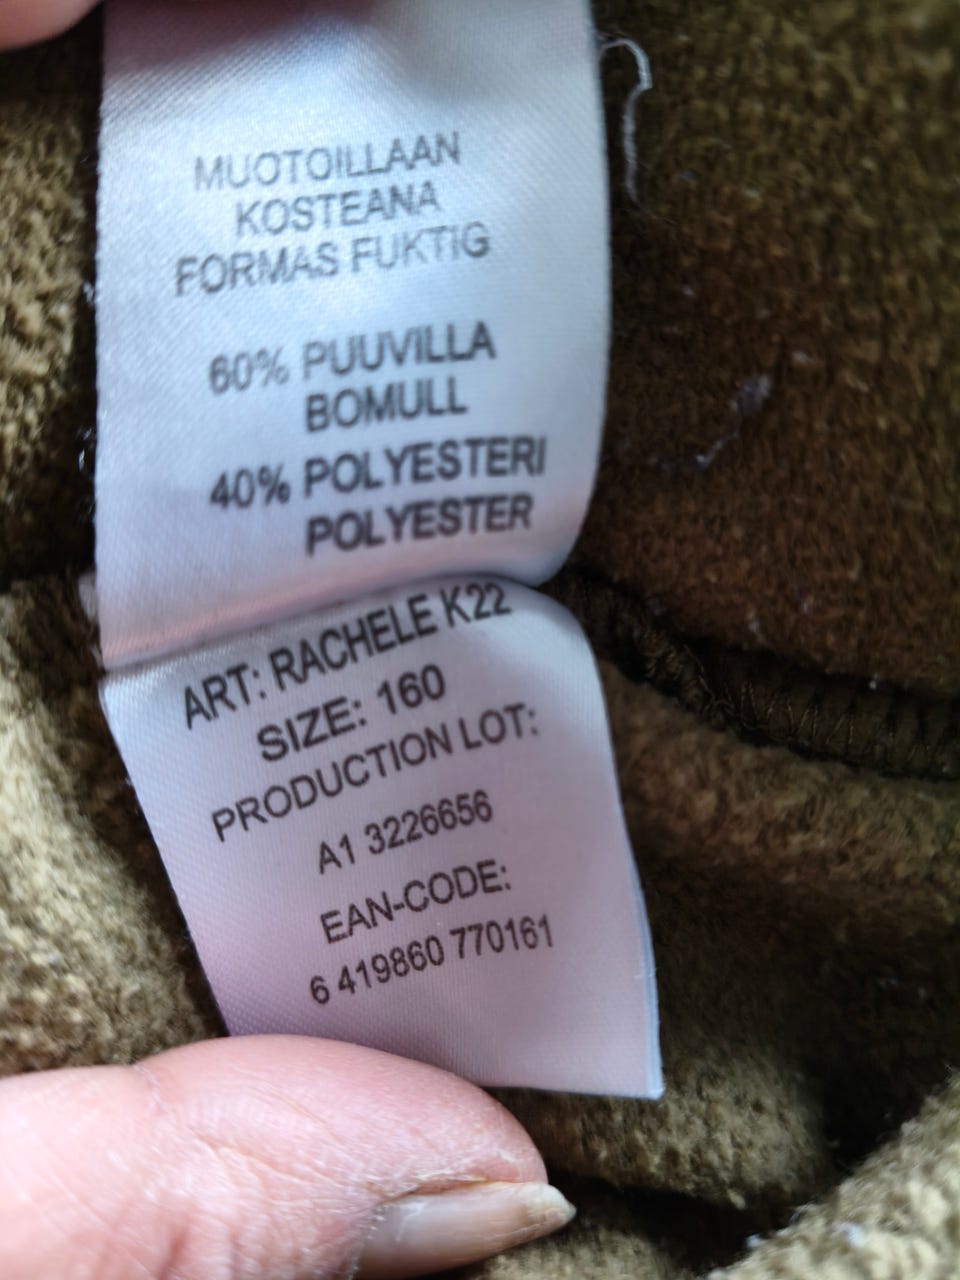 MUOTOILLAAN
KOSTEANA
FORMAS FUKTIG
60% PUUVILLA
BOMULL
40% POLYESTERI
POLYESTER
ART: RACHELE K22
SIZE: 160
PRODUCTION LOT:
A1 3226656
EAN-CODE:
6 419860 770161